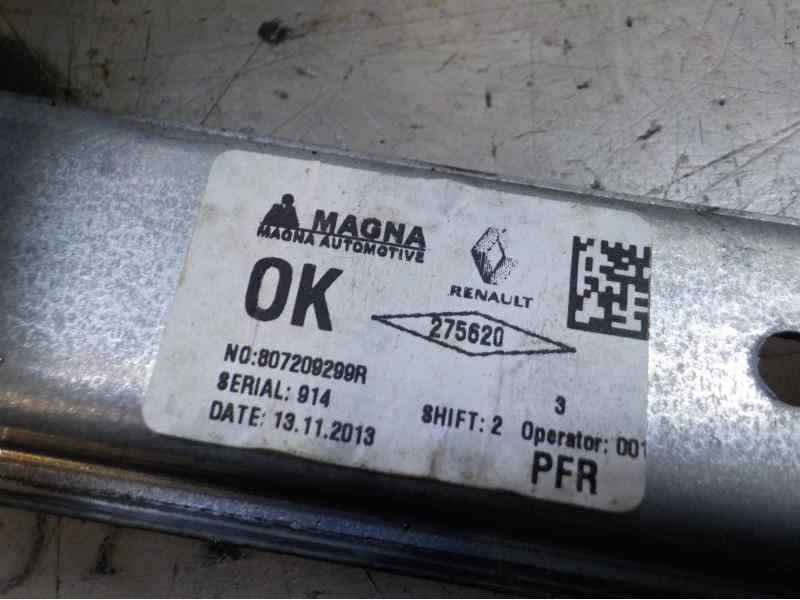 MAGNA
MAGNA AUTOMOTIVE
RENAULT
OK
275620
NO:807209299R
SERIAL: 914
DATE: 13.11.2013
SHIFT: 2
3
Operator: 001
PFR